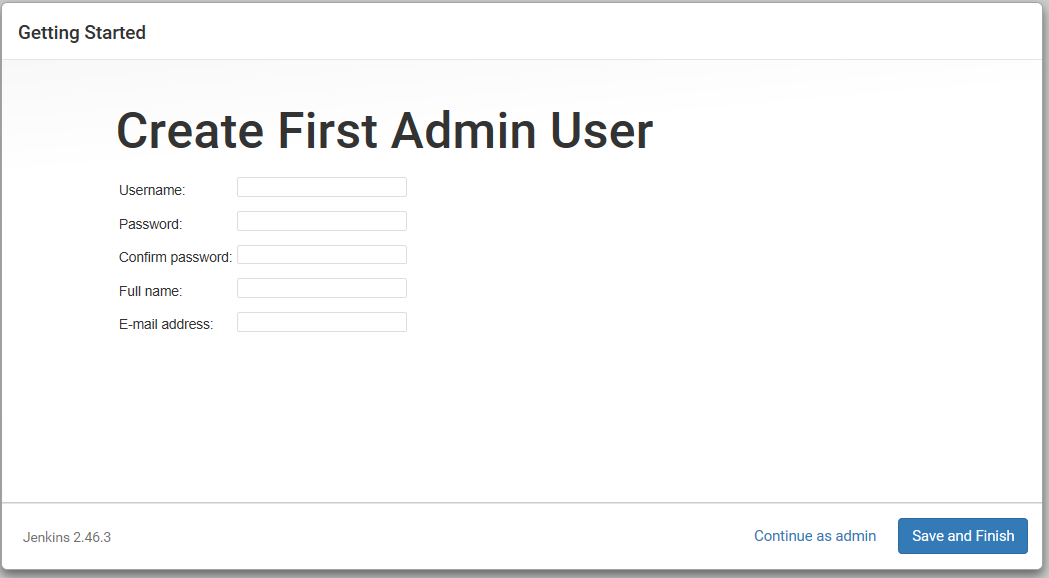 Getting Started
Create First Admin User
Username:
Password:
Confirm password:
Full name:
E-mail address:
Jenkins 2.46.3
Continue as admin
Save and Finish